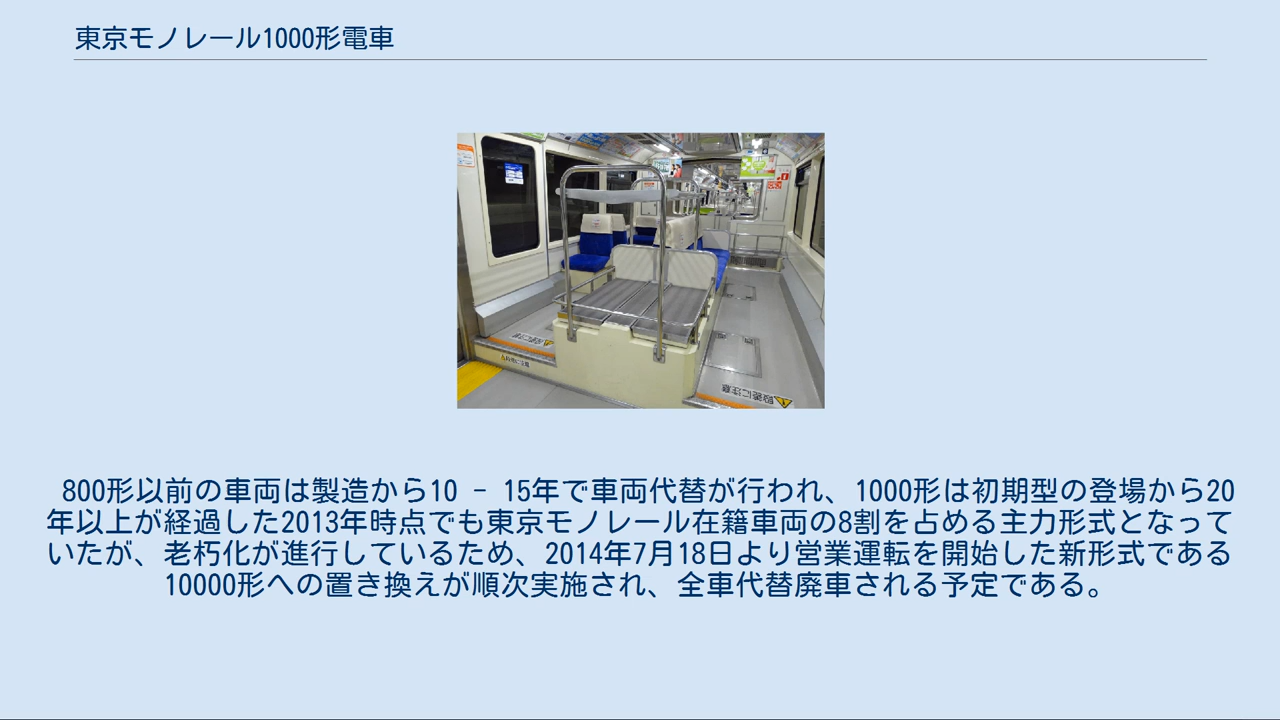 東京モノレール1000形電車
段差に注意
800形以前の車両は製造から10 - 15年で車両代替が行われ、1000形は初期型の登場から20
年以上が経過した2013年時点でも東京モノレール在籍車両の8割を占める主力形式となって
いたが、老朽化が進行しているため、2014年7月18日より営業運転を開始した新形式である
10000形への置き換えが順次実施され、全車代替廃車される予定である。